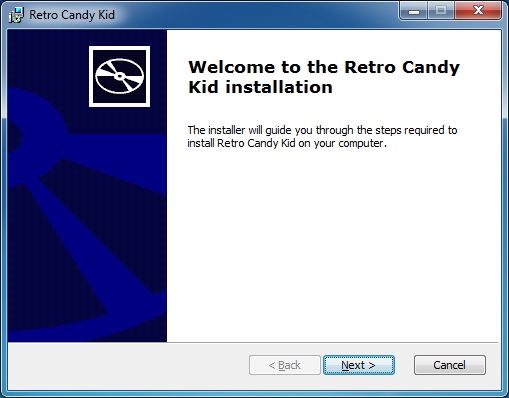 Retro Candy Kid
Welcome to the Retro Candy
Kid installation
The installer will guide you through the steps required to
install Retro Candy Kid on your computer.
< Back
Next >
Cancel